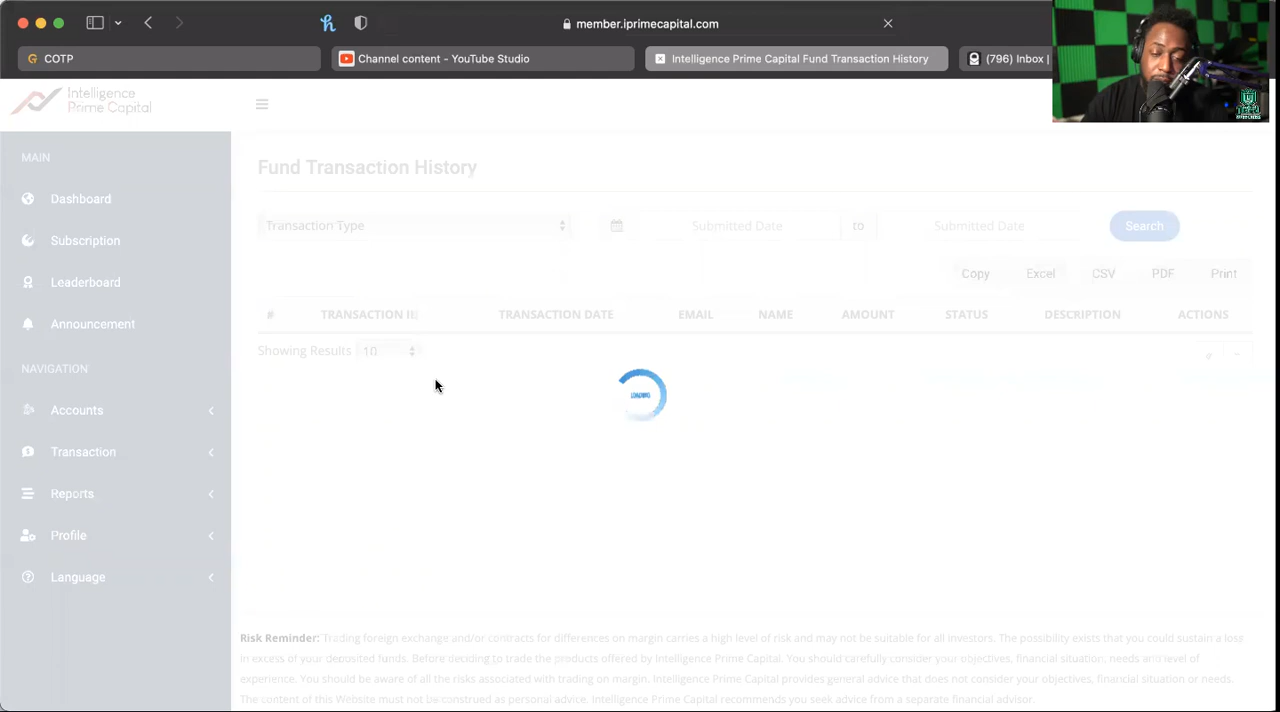 member.iprimecapital.com
COTP
Channel content - YouTube Studio
Intelligence Prime Capital Fund Transaction History
(796) Inbox |
Intelligence
Prime Capital
MAIN
Dashboard
Subscription
Leaderboard
Announcement
NAVIGATION
Accounts
Transaction
Reports
Profile
Language
Fund Transaction History
Transaction Type
Submitted Date
to
Submitted Date
Search
Copy
Excel
CSV
PDF
Print
# TRANSACTION ID TRANSACTION DATE EMAIL NAME AMOUNT STATUS DESCRIPTION ACTIONS
Showing Results 10
LOADING
Risk Reminder: Trading foreign exchange and/or contracts for differences on margin carries a high level of risk and may not be suitable for all investors. The possibility exists that you could sustain a loss
in excess of your deposited funds. Before deciding to trade the products offered by Intelligence Prime Capital. You should carefully consider your objectives, financial situation, needs and level of
experience. You should be aware of all the risks associated with trading on margin. Intelligence Prime Capital provides general advice that does not consider your objectives, financial situation or needs.
The content of this Website must not be construed as personal advice. Intelligence Prime Capital recommends you seek advice from a separate financial advisor.